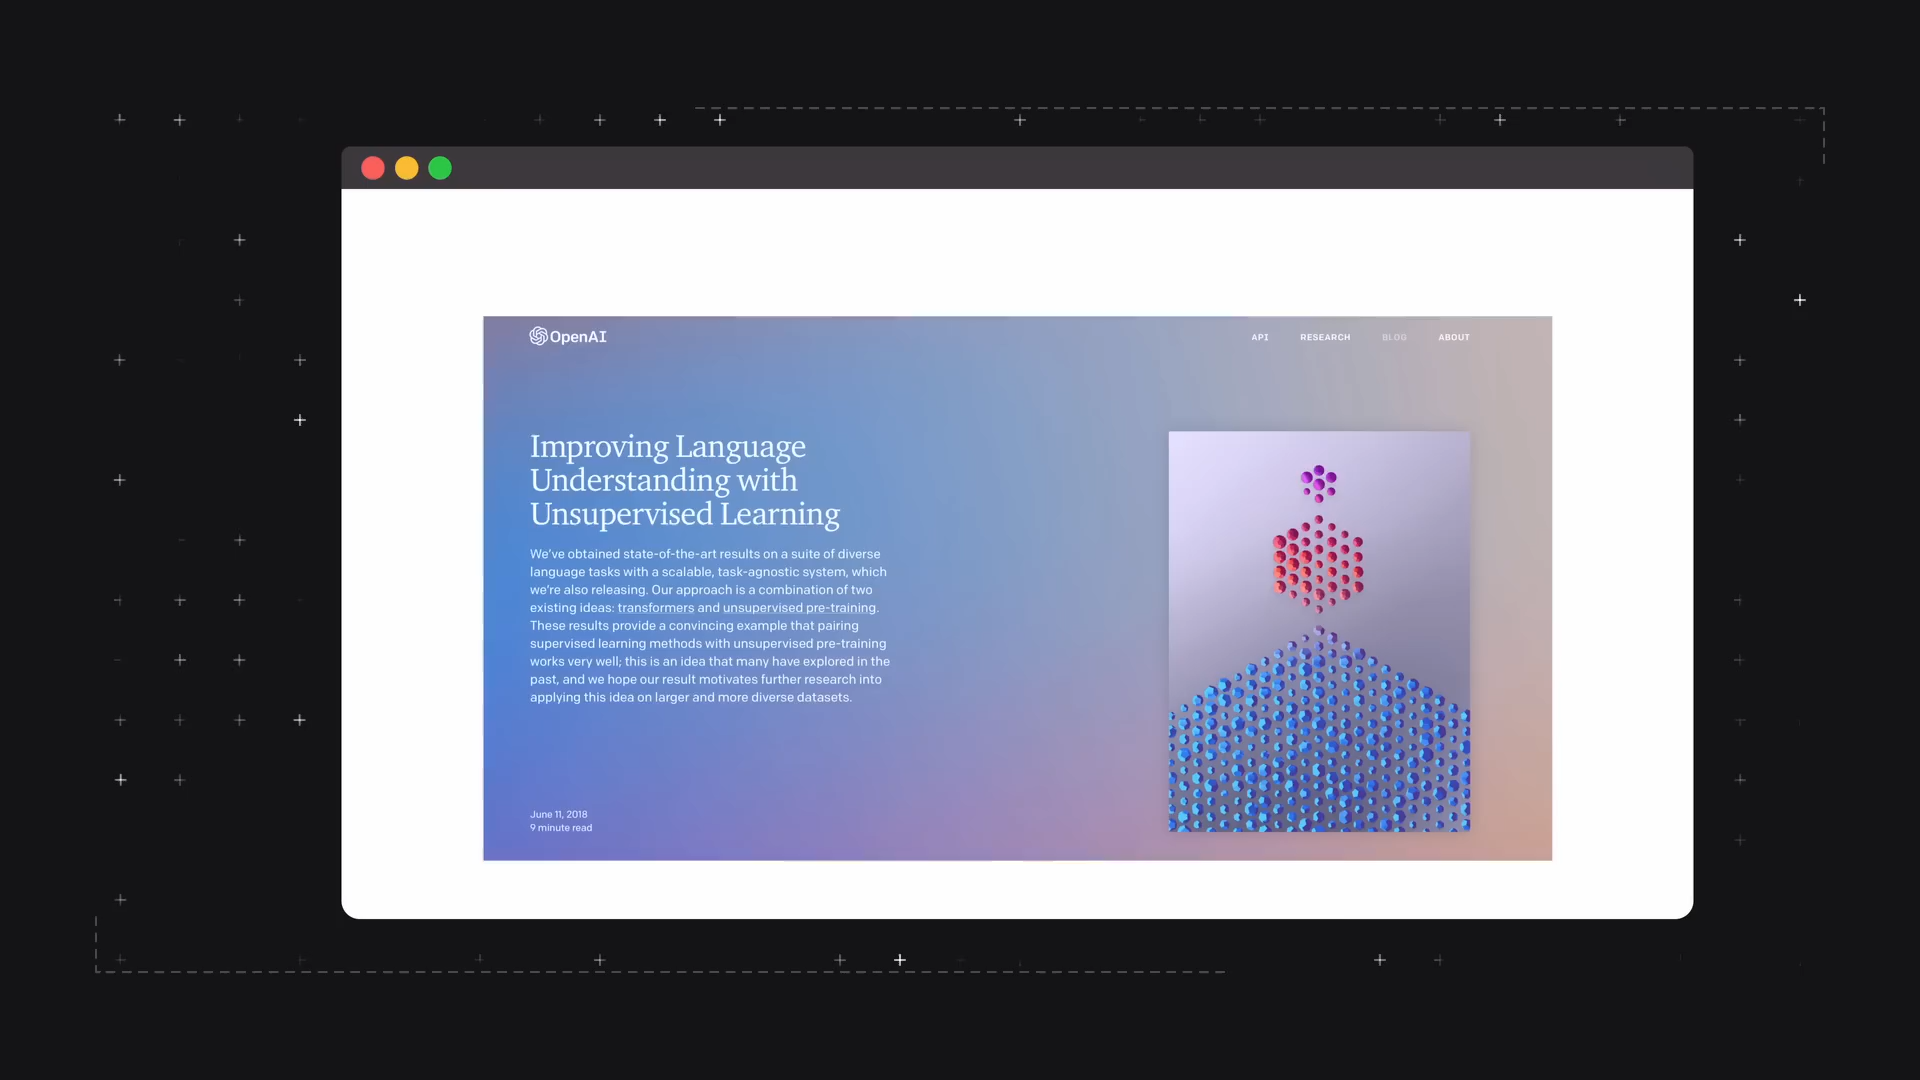 OpenAI
API RESEARCH BLOG ABOUT
Improving Language
Understanding with
Unsupervised Learning
We've obtained state-of-the-art results on a suite of diverse
language tasks with a scalable, task-agnostic system, which
we're also releasing. Our approach is a combination of two
existing ideas: transformers and unsupervised pre-training.
These results provide a convincing example that pairing
supervised learning methods with unsupervised pre-training
works very well; this is an idea that many have explored in the
past, and we hope our result motivates further research into
applying this idea on larger and more diverse datasets.
June 11, 2018
9 minute read